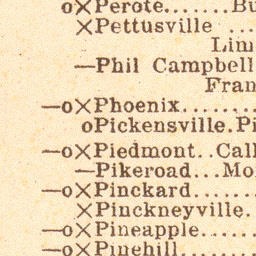 o×Perote.......Bu
×Pettusville ...
Lim
—Phil Campbell
Fran
—o×Phoenix........
oPickensville.Pi
—o×Piedmont..Call
—Pikeroad...Mo
—o×Pinckard.......
×Pinckneyville.
—o×Pineapple.....
—o×Pinehill.......